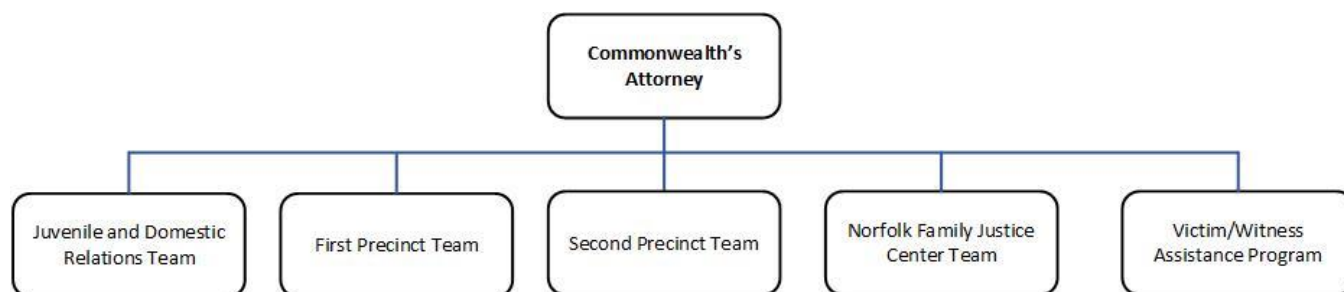 Commonwealth's
Attorney
Juvenile and Domestic
Relations Team
First Precinct Team
Second Precinct Team
Norfolk Family Justice
Center Team
Victim/Witness
Assistance Program